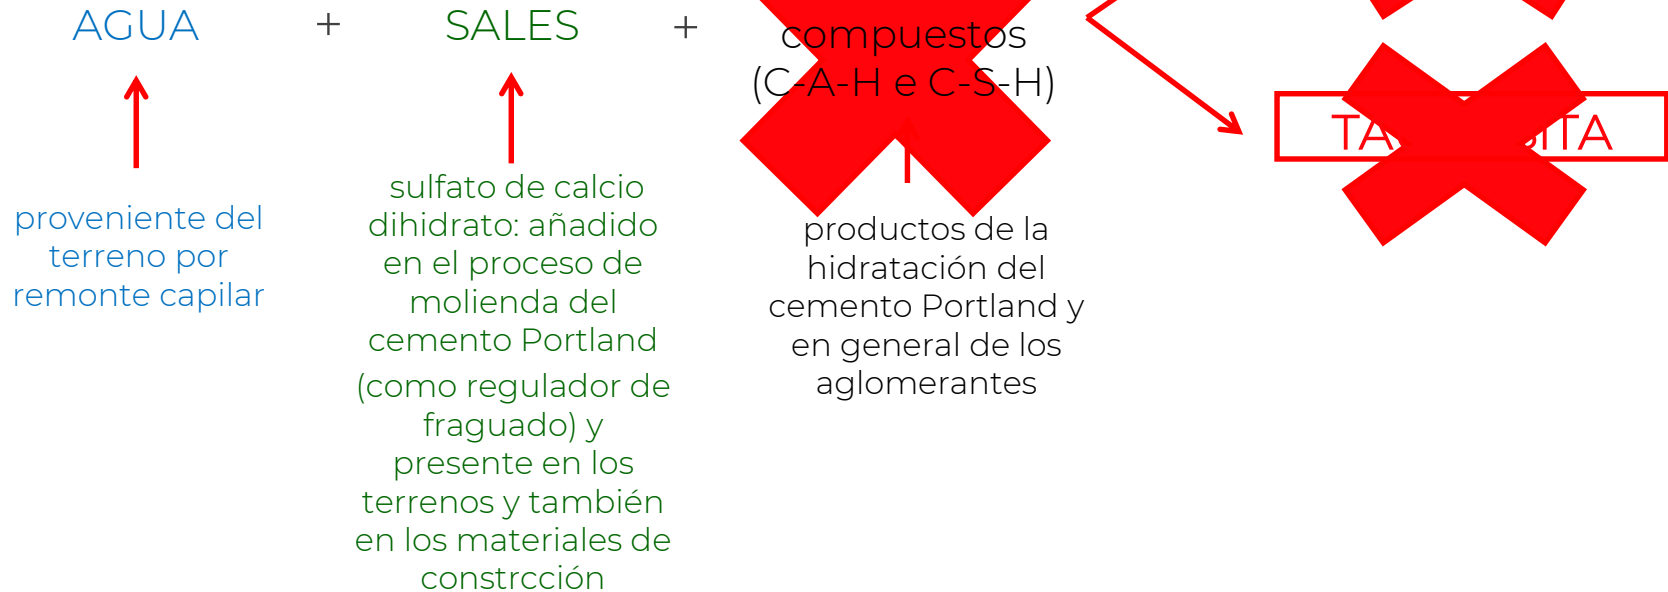 AGUA + SALES + compuestos
(C-A-H e C-S-H)
proveniente del
terreno por
remonte capilar
sulfato de calcio
dihidrato: añadido
en el proceso de
molienda del
cemento Portland
(como regulador de
fraguado) y
presente en los
terrenos y también
en los materiales de
constrcción
productos de la
hidratación del
cemento Portland y
en general de los
aglomerantes